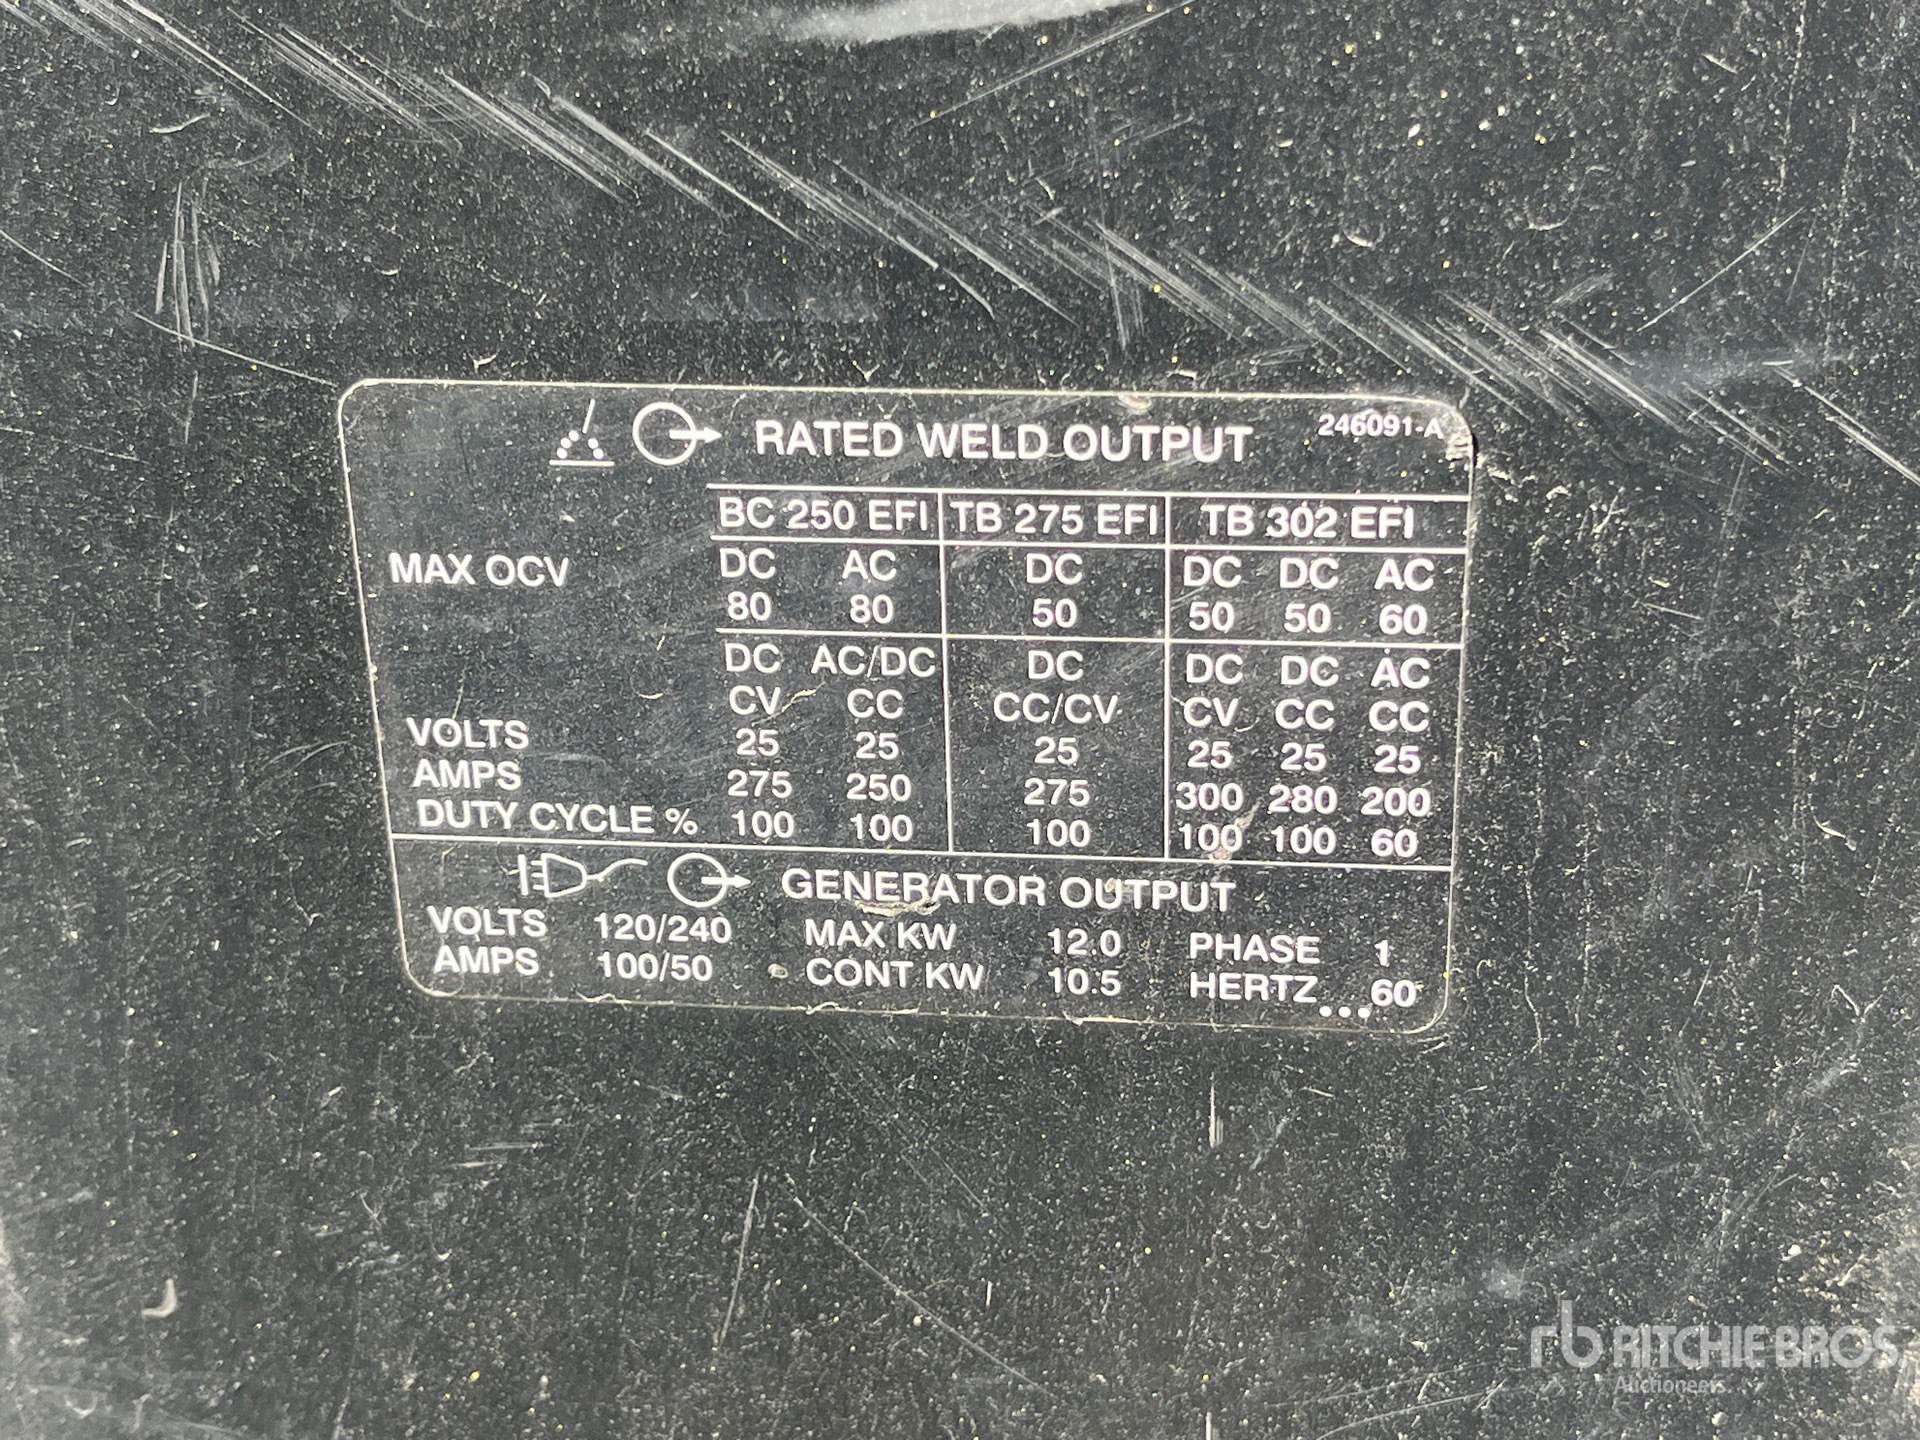 RATED WELD OUTPUT 246091-A
BC 250 EFI TB 275 EFI TB 302 EFI
MAX OCV DC AC DC DC DC AC
80 80 50 50 50 60
DC AC/DC DC DC DC AC
CV CC CC/CV CV CC CC
VOLTS 25 25 25 25 25 25
AMPS 275 250 275 300 280 200
DUTY CYCLE % 100 100 100 100 100 60
GENERATOR OUTPUT
VOLTS 120/240 MAX KW 12.0 PHASE 1
AMPS 100/50 CONT KW 10.5 HERTZ 60
rb RITCHIE BROS.
Auctioneers